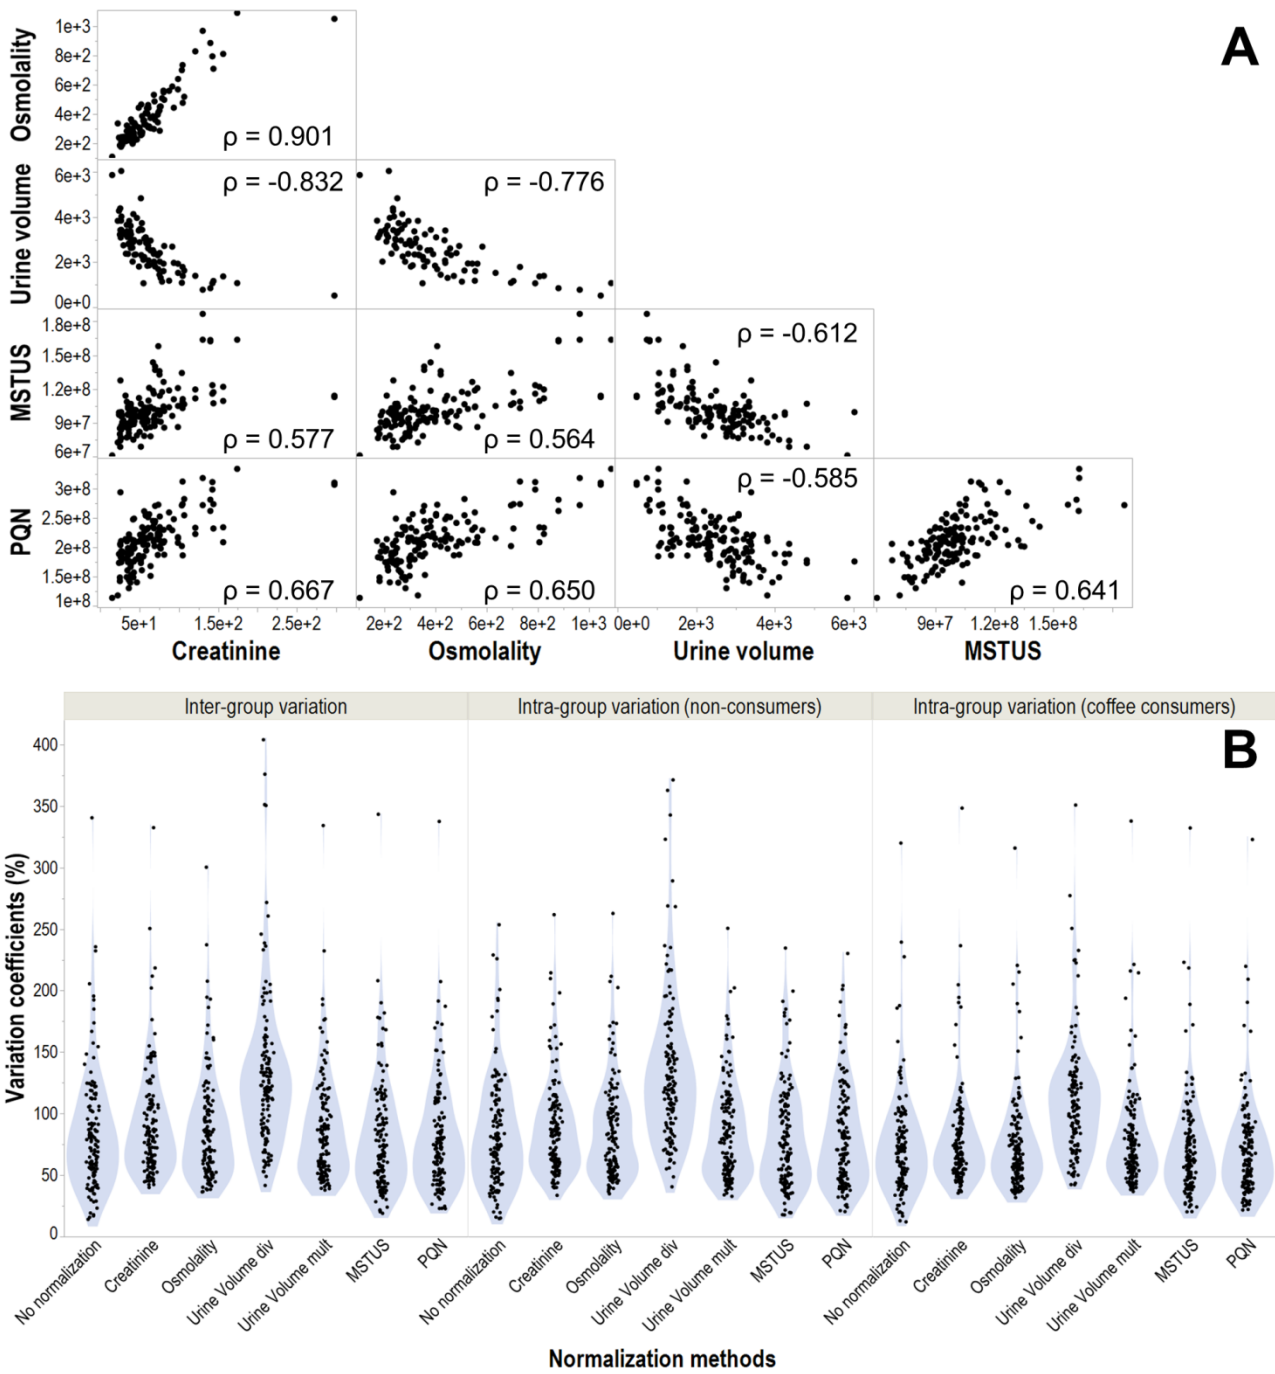 A
Osmolality
1e+3
8e+2
6e+2
4e+2
2e+2
ρ = 0.901
Urine volume
6e+3
4e+3
2e+3
0e+0
ρ = -0.832
ρ = -0.776
MSTUS
1.8e+8
1.5e+8
1.2e+8
9e+7
6e+7
ρ = 0.577
ρ = 0.564
ρ = -0.612
PQN
3e+8
2.5e+8
2e+8
1.5e+8
1e+8
ρ = 0.667
ρ = 0.650
ρ = -0.585
ρ = 0.641
5e+1 1.5e+2 2.5e+2
2e+2 4e+2 6e+2 8e+2 1e+3
0e+0 2e+3 4e+3 6e+3
9e+7 1.2e+8 1.5e+8
Creatinine Osmolality Urine volume MSTUS
Inter-group variation Intra-group variation (non-consumers) Intra-group variation (coffee consumers)
B
Variation coefficients (%)
400
350
300
250
200
150
100
50
0
No normalization
Creatinine
Osmolality
Urine Volume div
Urine Volume mult
MSTUS
PQN
No normalization
Creatinine
Osmolality
Urine Volume div
Urine Volume mult
MSTUS
PQN
No normalization
Creatinine
Osmolality
Urine Volume div
Urine Volume mult
MSTUS
PQN
Normalization methods